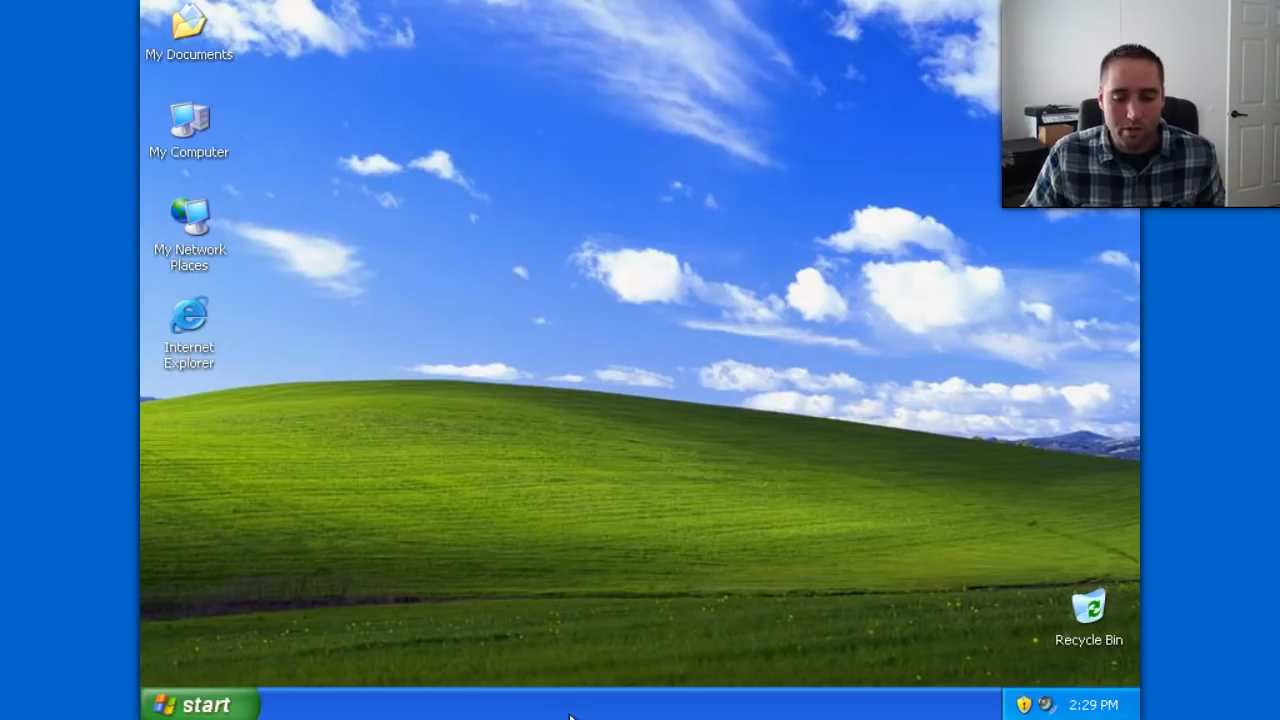 My Documents
My Computer
My Network
Places
Internet
Explorer
Recycle Bin
start
2:29 PM